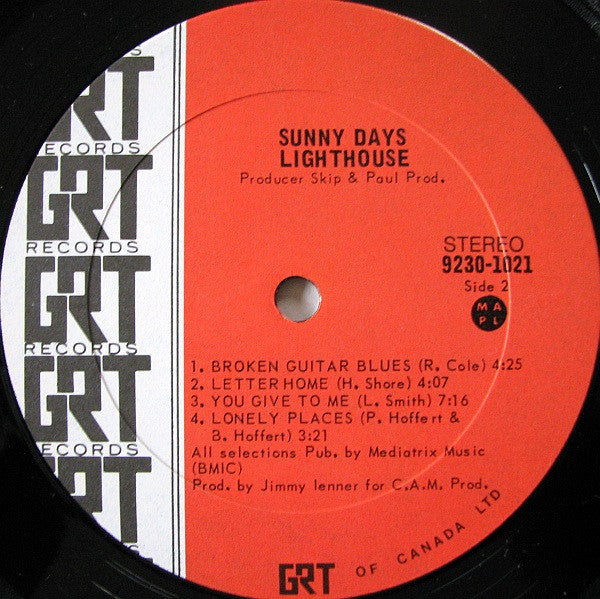 S
GRT
RECORDS
GRT
RECORDS
GRT
RECORDS
GRT
RECORDS
GRT
SUNNY DAYS
LIGHTHOUSE
Producer Skip & Paul Prod.
STEREO
9230-1021
Side 2
MA
PL
1. BROKEN GUITAR BLUES (R. Cole) 4:25
2. LETTER HOME (H. Shore) 4:07
3. YOU GIVE TO ME (L. Smith) 7:16
4. LONELY PLACES (P. Hoffert &
B. Hoffert) 3:21
All selections Pub. by Mediatrix Music
(BMIC)
Prod. by Jimmy Ienner for C.A.M. Prod.
GRT OF CANADA LTD